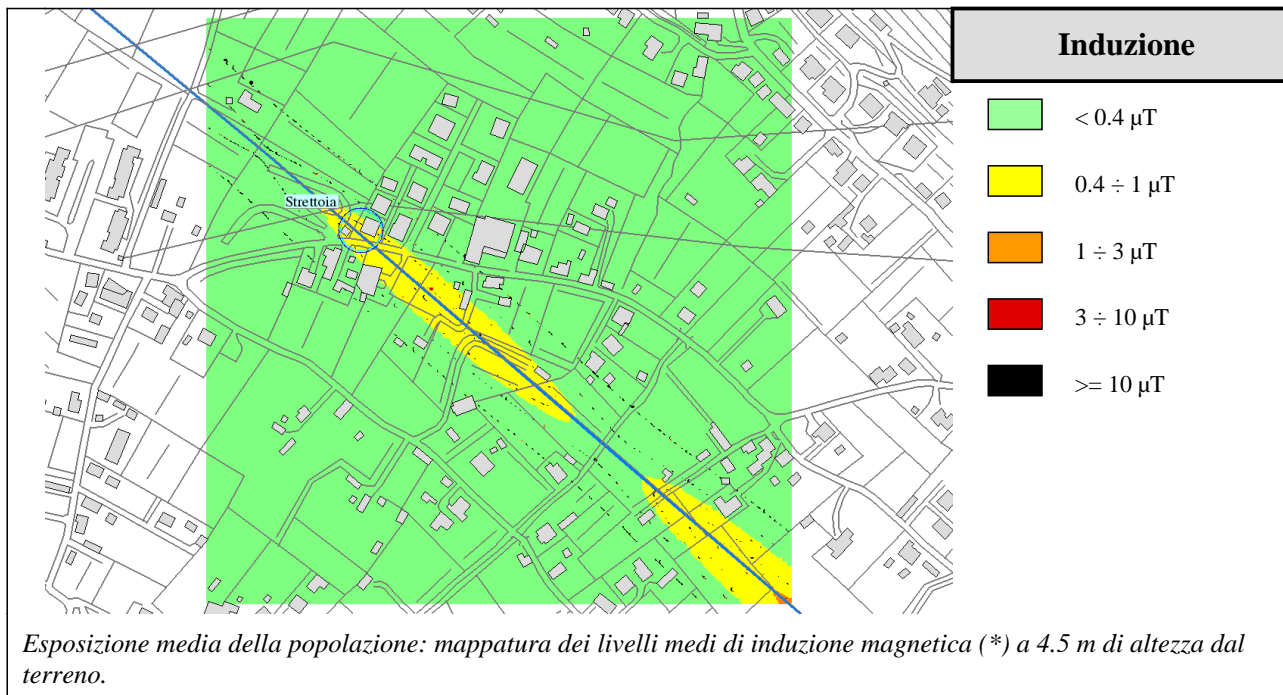 Induzione
< 0.4 µT
0.4 ÷ 1 µT
1 ÷ 3 µT
3 ÷ 10 µT
>= 10 µT
Strettoia
Esposizione media della popolazione: mappatura dei livelli medi di induzione magnetica (*) a 4.5 m di altezza dal
terreno.